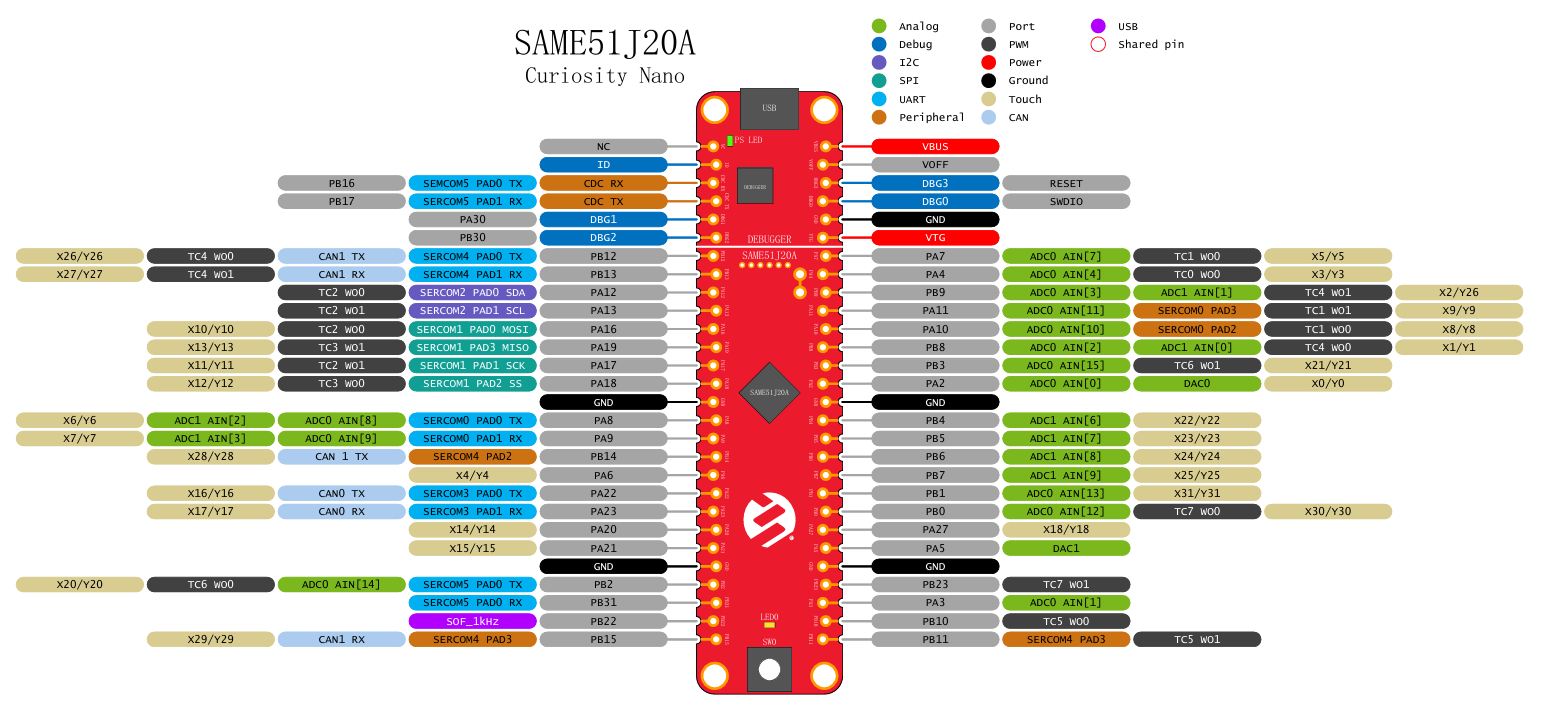 SAME51J20A
Curiosity Nano
Analog Port USB
Debug PWM Shared pin
I2C Power
SPI Ground
UART Touch
Peripheral CAN
USB
PS LED
DEBUGGER
DEBUGGER
SAME51J20A
SAME51J20A
LED0
SW0
NC VBUS
ID VOFF
PB16 SEMCOM5 PAD0 TX CDC RX DBG3 RESET
PB17 SERCOM5 PAD1 RX CDC TX DBG0 SWDIO
PA30 DBG1 GND
PB30 DBG2 VTG
X26/Y26 TC4 WO0 CAN1 TX SERCOM4 PAD0 TX PB12 PA7 ADC0 AIN[7] TC1 WO0 X5/Y5
X27/Y27 TC4 WO1 CAN1 RX SERCOM4 PAD1 RX PB13 PA4 ADC0 AIN[4] TC0 WO0 X3/Y3
TC2 WO0 SERCOM2 PAD0 SDA PA12 PB9 ADC0 AIN[3] ADC1 AIN[1] TC4 WO1 X2/Y26
TC2 WO1 SERCOM2 PAD1 SCL PA13 PA11 ADC0 AIN[11] SERCOM0 PAD3 TC1 WO1 X9/Y9
X10/Y10 TC2 WO0 SERCOM1 PAD0 MOSI PA16 PA10 ADC0 AIN[10] SERCOM0 PAD2 TC1 WO0 X8/Y8
X13/Y13 TC3 WO1 SERCOM1 PAD3 MISO PA19 PB8 ADC0 AIN[2] ADC1 AIN[0] TC4 WO0 X1/Y1
X11/Y11 TC2 WO1 SERCOM1 PAD1 SCK PA17 PB3 ADC0 AIN[15] TC6 WO1 X21/Y21
X12/Y12 TC3 WO0 SERCOM1 PAD2 SS PA18 PA2 ADC0 AIN[0] DAC0 X0/Y0
GND GND
X6/Y6 ADC1 AIN[2] ADC0 AIN[8] SERCOM0 PAD0 TX PA8 PB4 ADC1 AIN[6] X22/Y22
X7/Y7 ADC1 AIN[3] ADC0 AIN[9] SERCOM0 PAD1 RX PA9 PB5 ADC1 AIN[7] X23/Y23
X28/Y28 CAN 1 TX SERCOM4 PAD2 PB14 PB6 ADC1 AIN[8] X24/Y24
X4/Y4 PA6 PB7 ADC1 AIN[9] X25/Y25
X16/Y16 CAN0 TX SERCOM3 PAD0 TX PA22 PB1 ADC0 AIN[13] X31/Y31
X17/Y17 CAN0 RX SERCOM3 PAD1 RX PA23 PB0 ADC0 AIN[12] TC7 WO0 X30/Y30
X14/Y14 PA20 PA27 X18/Y18
X15/Y15 PA21 PA5 DAC1
GND GND
X20/Y20 TC6 WO0 ADC0 AIN[14] SERCOM5 PAD0 TX PB2 PB23 TC7 WO1
SERCOM5 PAD0 RX PB31 PA3 ADC0 AIN[1]
SOF_1kHz PB22 PB10 TC5 WO0
X29/Y29 CAN1 RX SERCOM4 PAD3 PB15 PB11 SERCOM4 PAD3 TC5 WO1